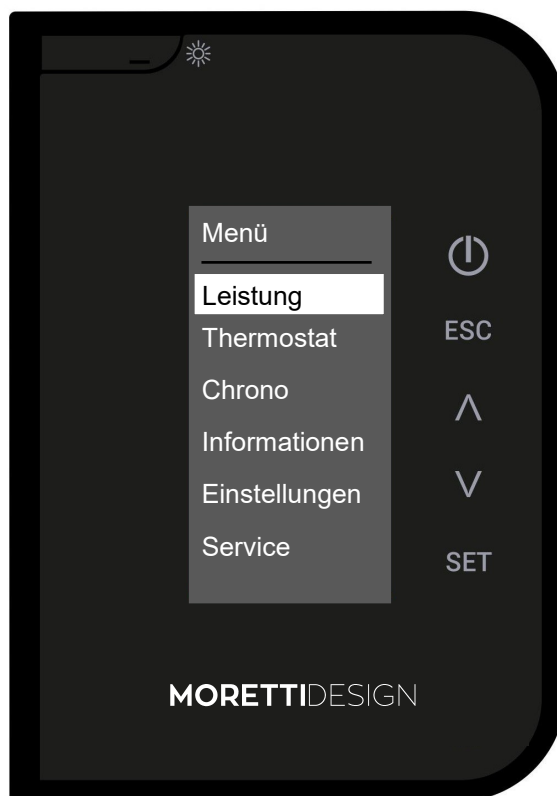 Menü
Leistung
Thermostat
ESC
Chrono
Informationen
Einstellungen
Service
SET
MORETTIDESIGN